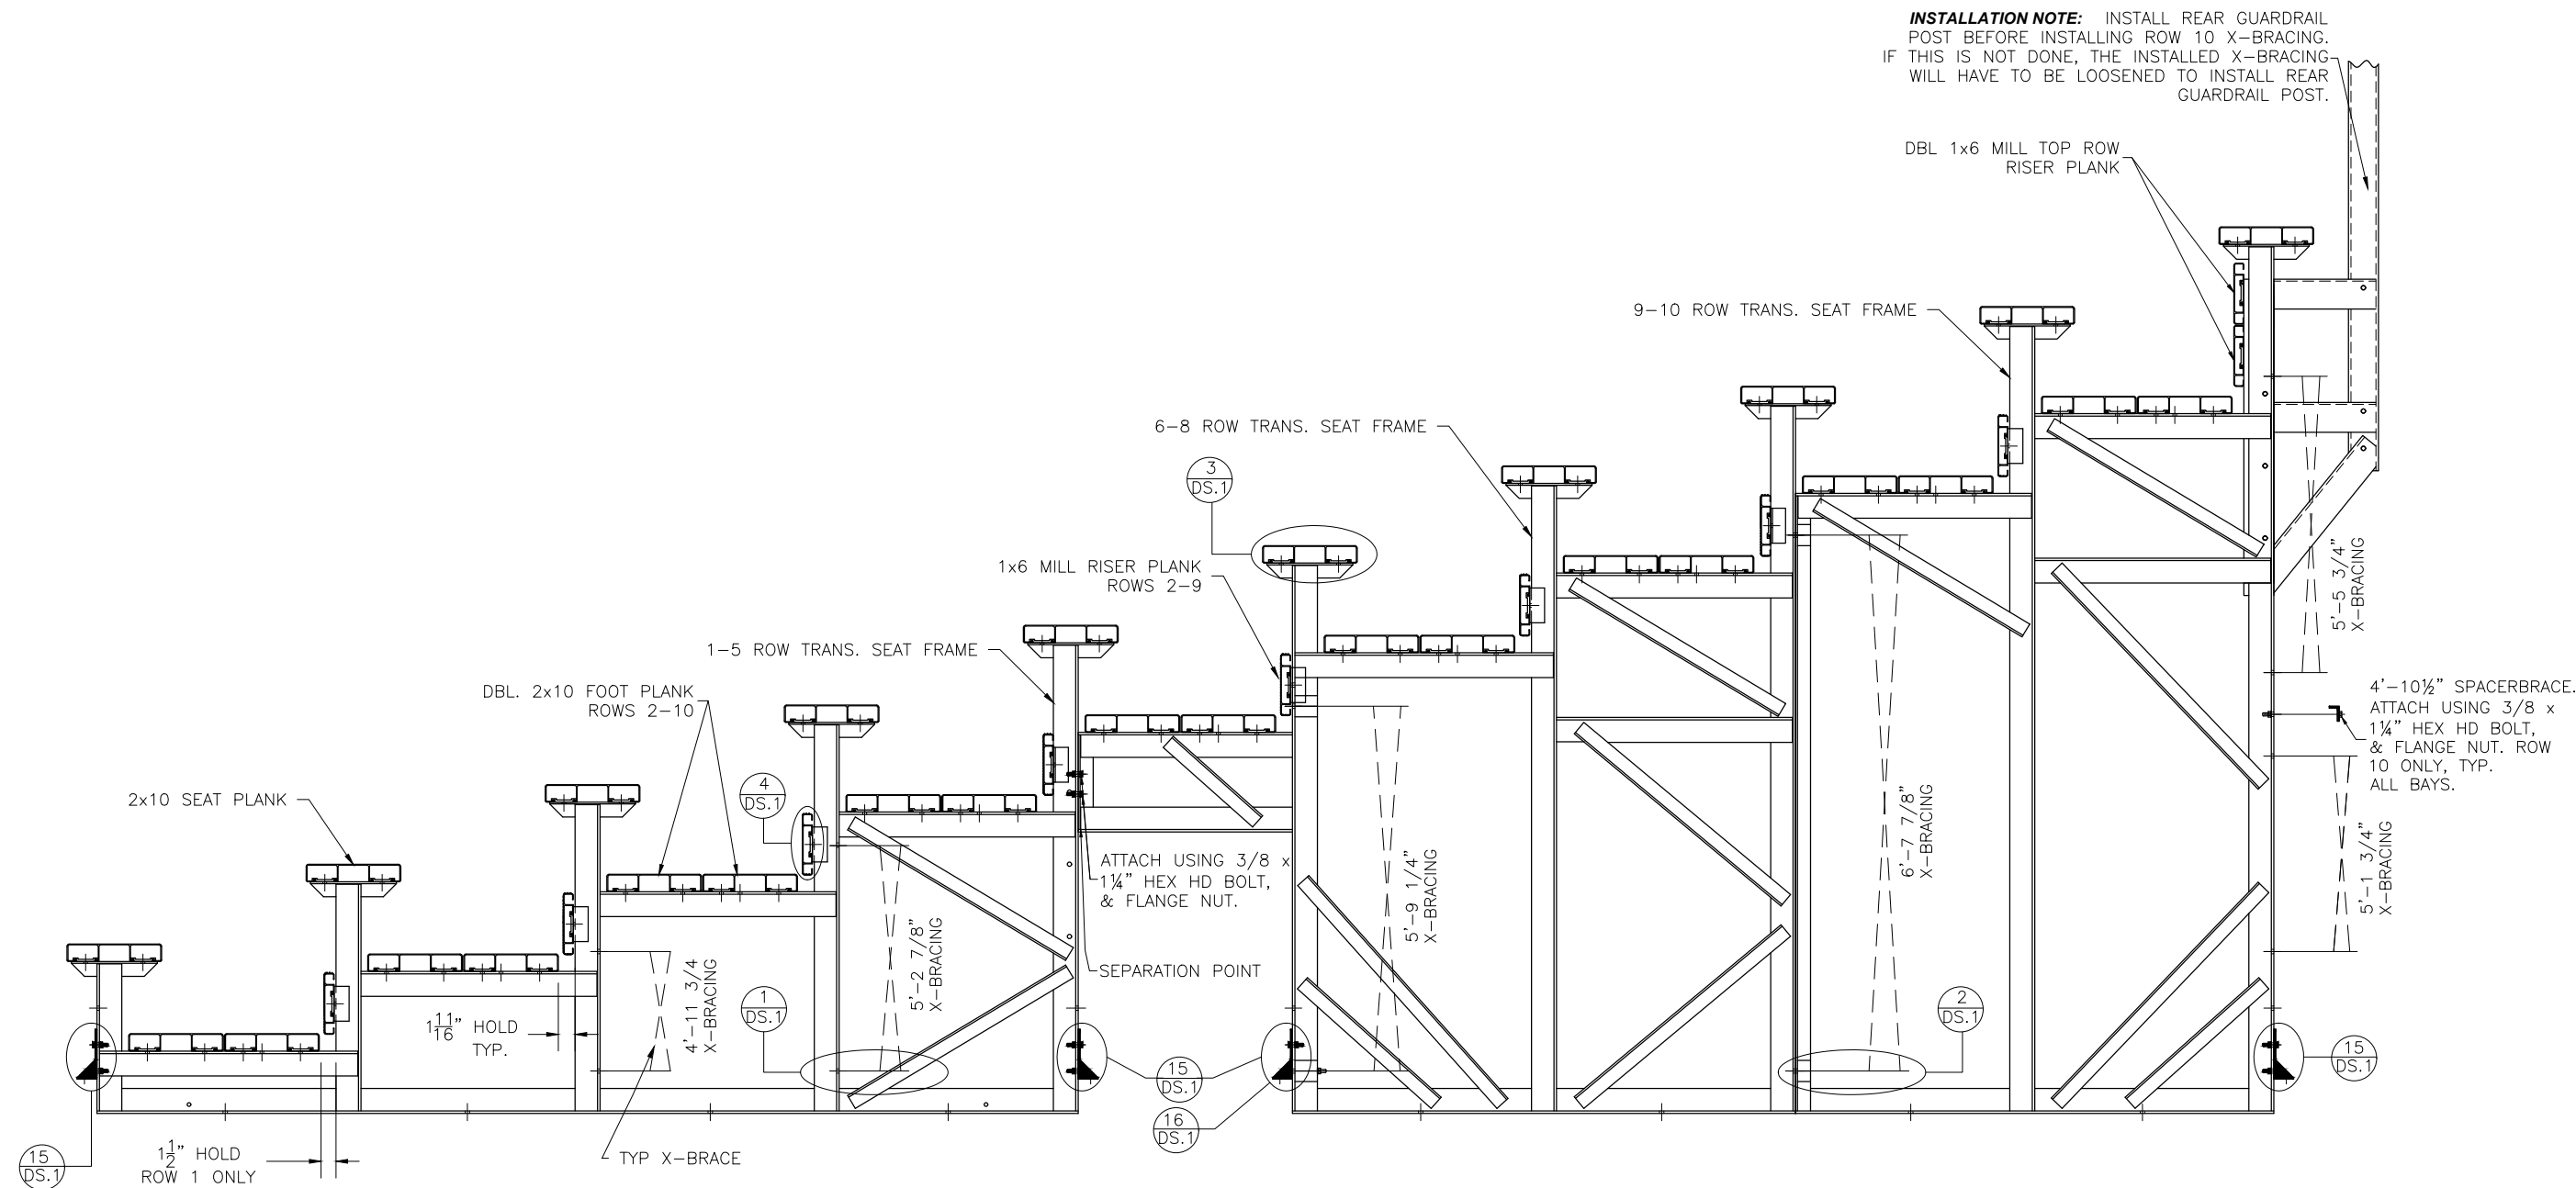 INSTALLATION NOTE: INSTALL REAR GUARDRAIL
POST BEFORE INSTALLING ROW 10 X-BRACING.
IF THIS IS NOT DONE, THE INSTALLED X-BRACING
WILL HAVE TO BE LOOSENED TO INSTALL REAR
GUARDRAIL POST.
DBL 1x6 MILL TOP ROW
RISER PLANK
9-10 ROW TRANS. SEAT FRAME
6-8 ROW TRANS. SEAT FRAME
3
DS.1
1x6 MILL RISER PLANK
ROWS 2-9
1-5 ROW TRANS. SEAT FRAME
DBL. 2x10 FOOT PLANK
ROWS 2-10
4
DS.1
2x10 SEAT PLANK
5'-5 3/4"
X-BRACING
4'-10½" SPACERBRACE.
ATTACH USING 3/8 x
1¼" HEX HD BOLT,
& FLANGE NUT. ROW
10 ONLY, TYP.
ALL BAYS.
6'-7 7/8"
X-BRACING
5'-1 3/4"
X-BRACING
ATTACH USING 3/8 x
1¼" HEX HD BOLT,
& FLANGE NUT.
5'-9 1/4"
X-BRACING
SEPARATION POINT
5'-2 7/8"
X-BRACING
4'-11 3/4
X-BRACING
1 11/16" HOLD
TYP.
1
DS.1
2
DS.1
15
DS.1
15
DS.1
16
DS.1
15
DS.1
1 1/2" HOLD
ROW 1 ONLY
TYP X-BRACE